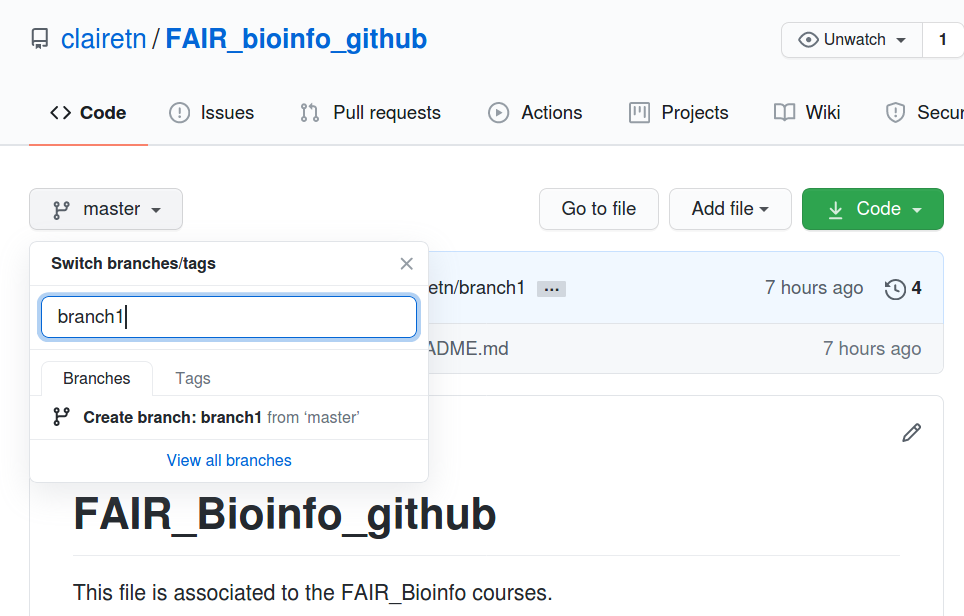 clairetn / FAIR_bioinfo_github
Unwatch 1
Code Issues Pull requests Actions Projects Wiki
master Go to file Add file Code
Switch branches/tags
etn/branch1 ... 7 hours ago 4
branch1
ADME.md 7 hours ago
Branches Tags
Create branch: branch1 from ‘master’
View all branches
FAIR_Bioinfo_github
This file is associated to the FAIR_Bioinfo courses.